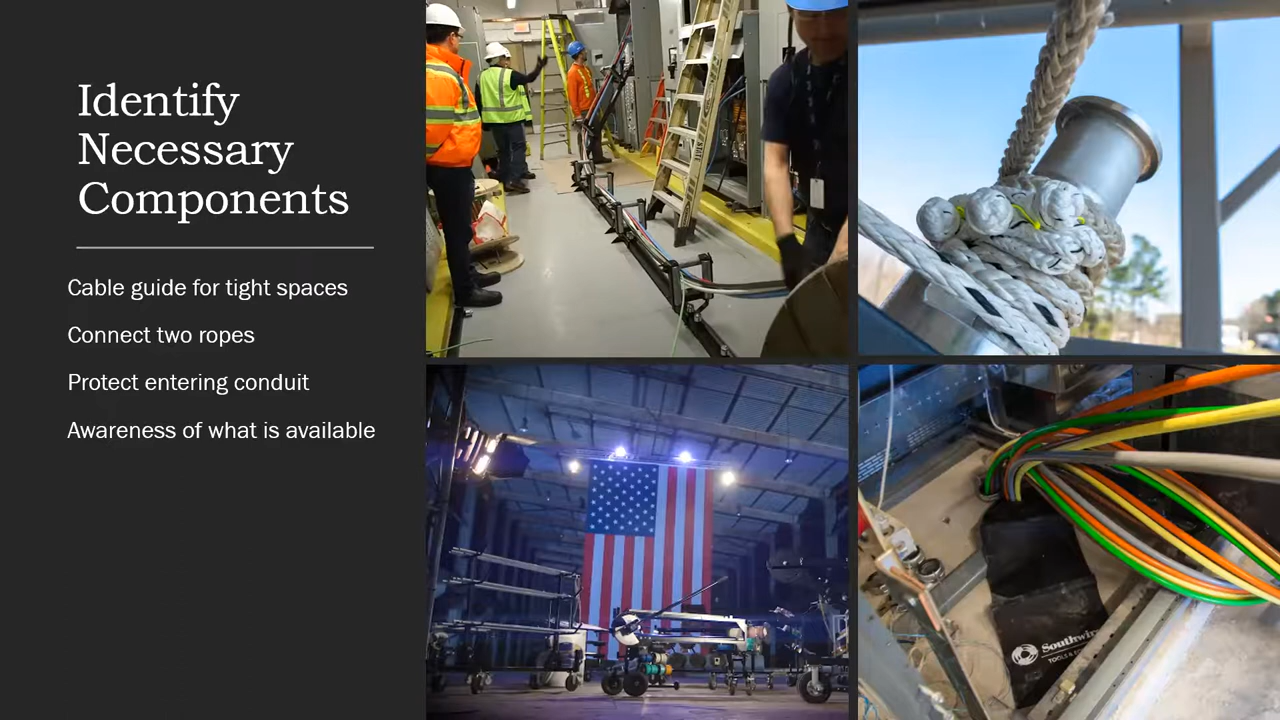 Identify
Necessary
Components
Cable guide for tight spaces
Connect two ropes
Protect entering conduit
Awareness of what is available
Southwire